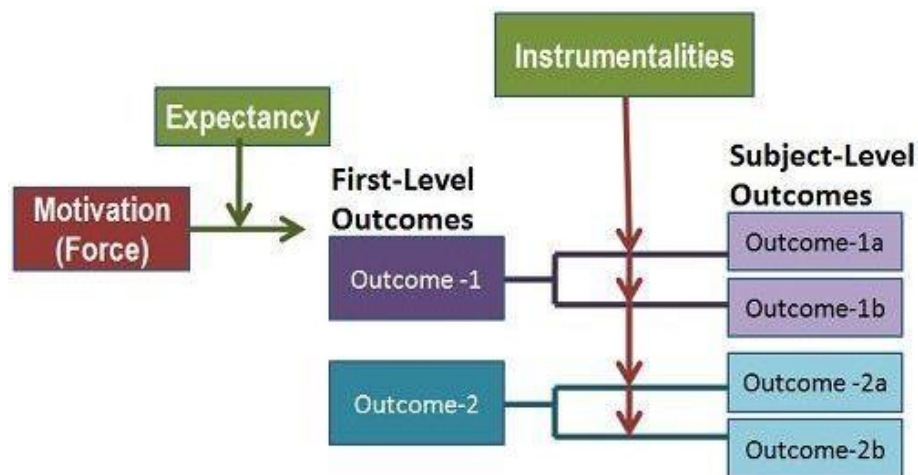 Instrumentalities
Expectancy
Motivation
(Force)
First-Level
Outcomes
Subject-Level
Outcomes
Outcome -1
Outcome-1a
Outcome-1b
Outcome-2
Outcome -2a
Outcome-2b